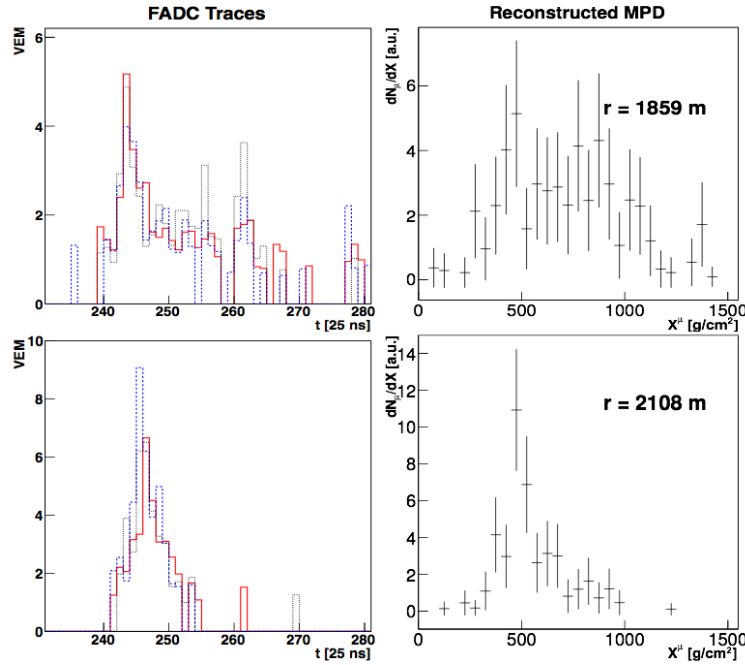 FADC Traces
VEM
6
4
2
0
240 250 260 270 280
t [25 ns]
Reconstructed MPD
dNμ/dX [a.u.]
r = 1859 m
6
4
2
0
0 500 1000 1500
X^μ [g/cm²]
VEM
10
8
6
4
2
0
240 250 260 270 280
t [25 ns]
dNμ/dX [a.u.]
14
12
10
8
6
4
2
0
r = 2108 m
0 500 1000 1500
X^μ [g/cm²]